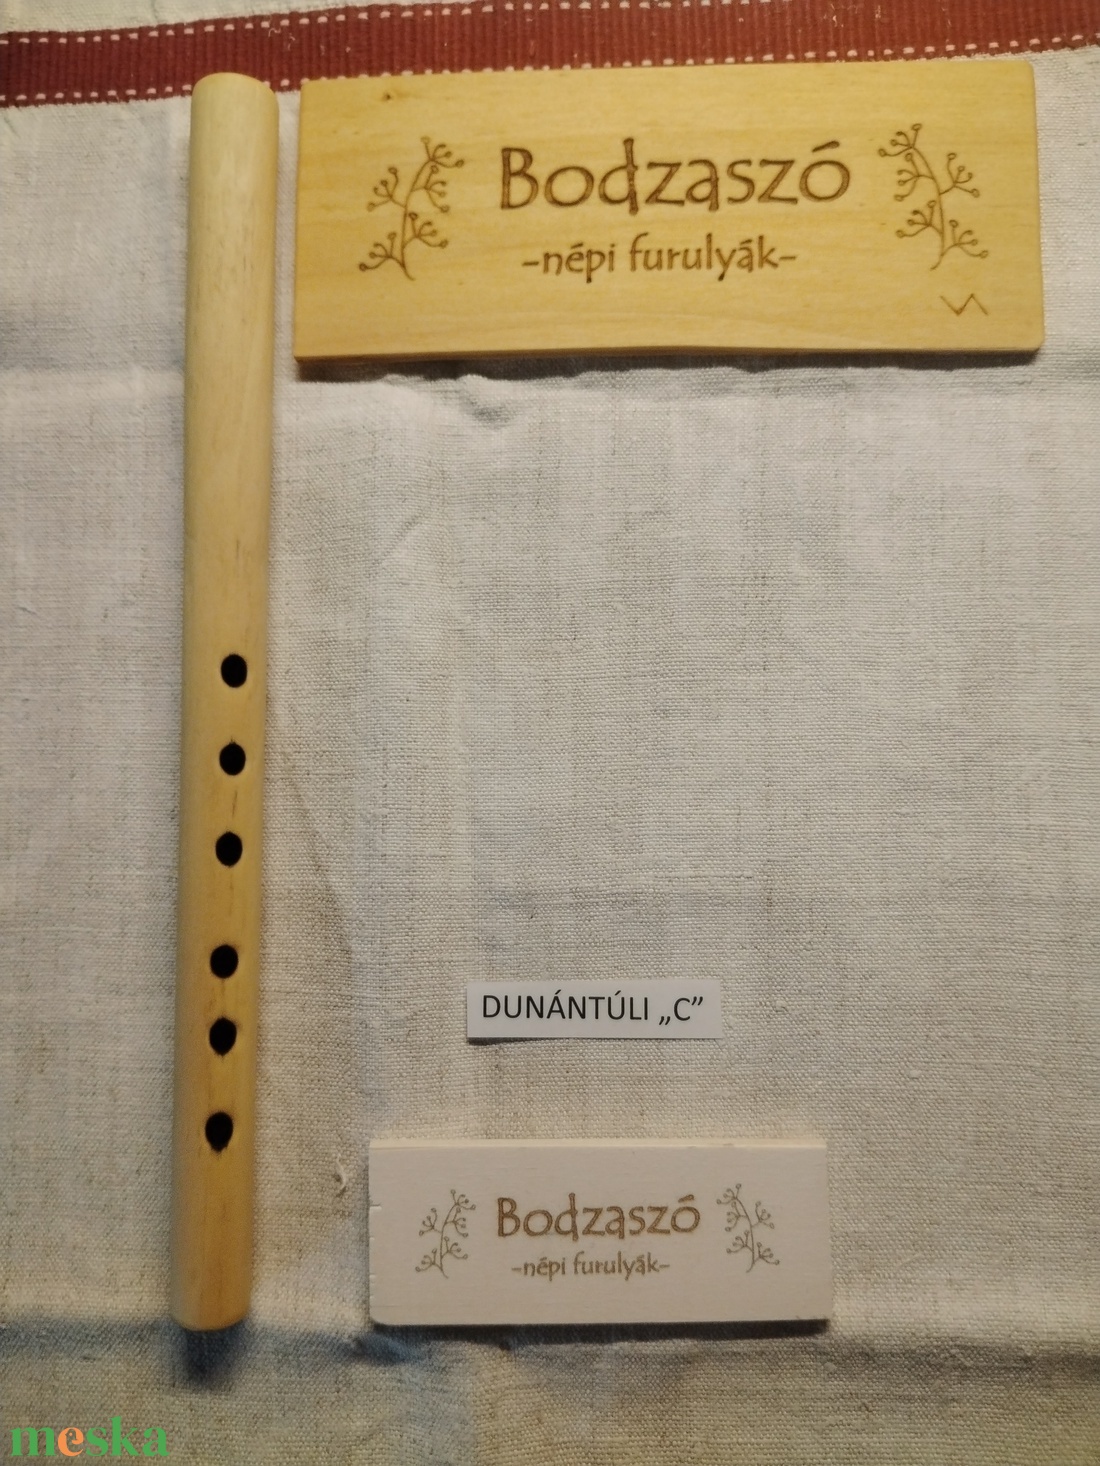 Bodzaszó
-népi furulyák-
DUNÁNTÚLI „C”
Bodzaszó
-népi furulyák-
meska